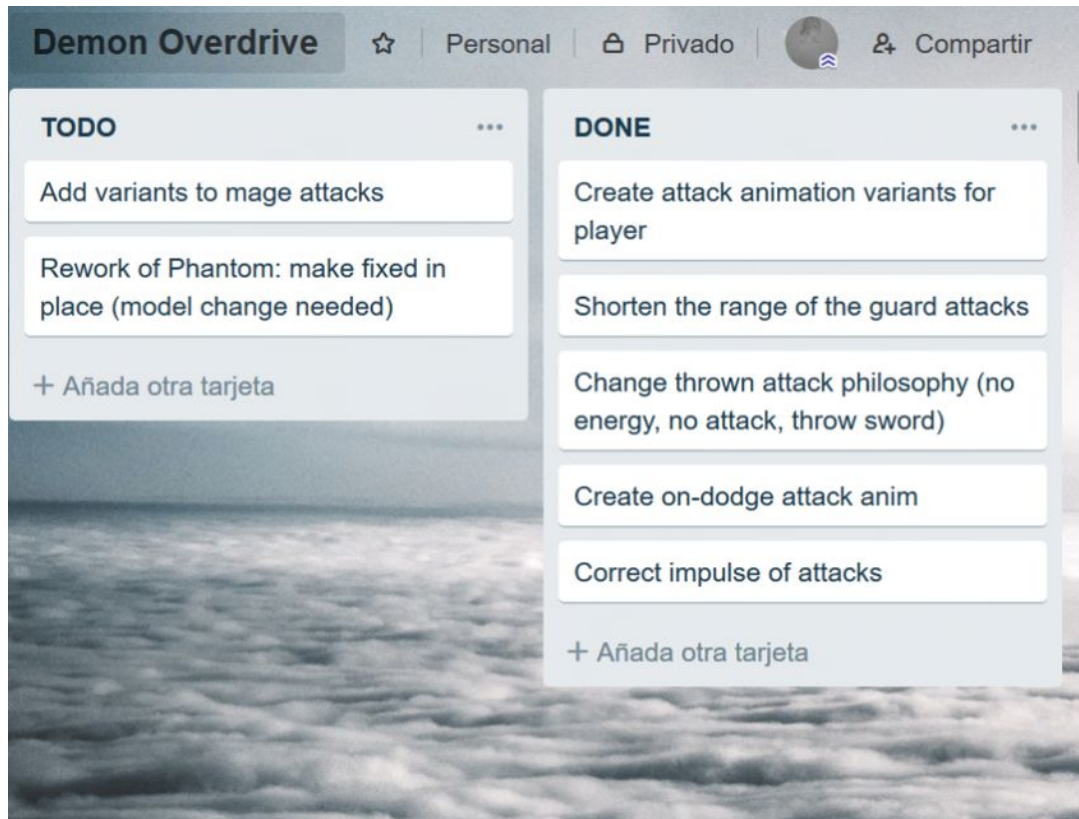 Demon Overdrive Personal Privado Compartir
TODO
Add variants to mage attacks
Rework of Phantom: make fixed in
place (model change needed)
+ Añada otra tarjeta
DONE
Create attack animation variants for
player
Shorten the range of the guard attacks
Change thrown attack philosophy (no
energy, no attack, throw sword)
Create on-dodge attack anim
Correct impulse of attacks
+ Añada otra tarjeta